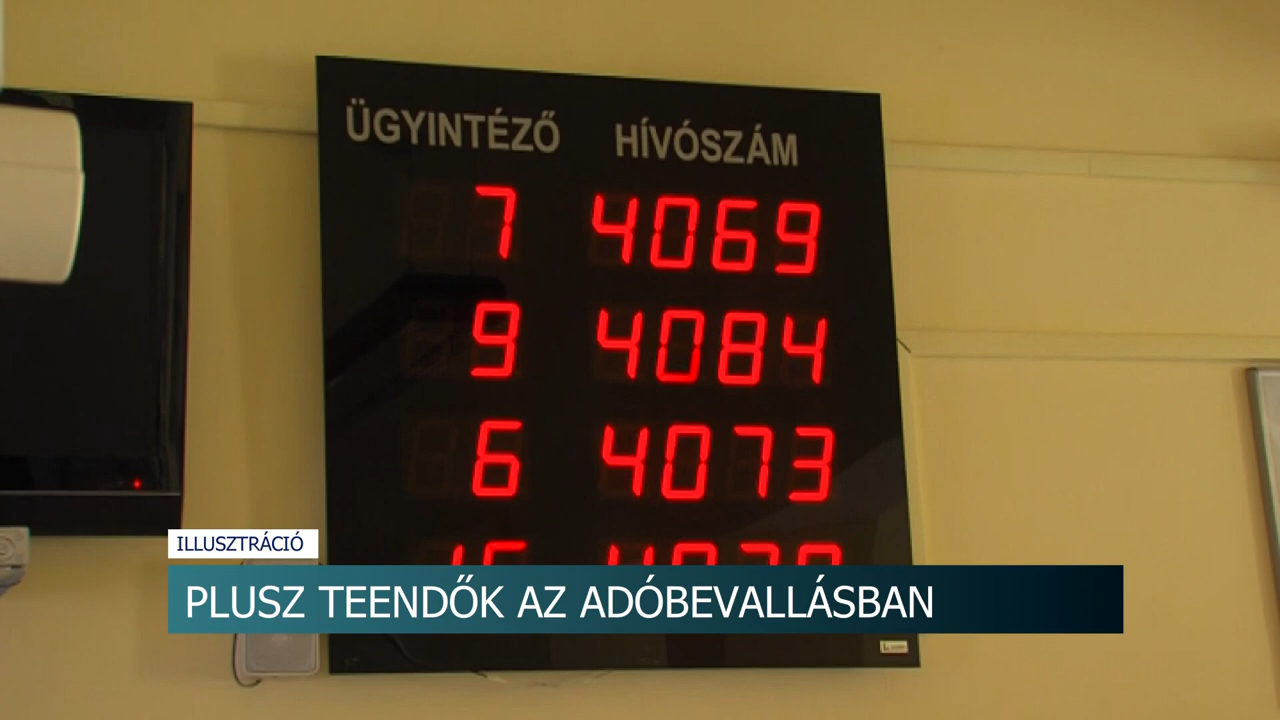 ÜGYINTÉZŐ HÍVÓSZÁM
7 4069
9 4084
6 4073
ILLUSZTRÁCIÓ
PLUSZ TEENDŐK AZ ADÓBEVALLÁSBAN